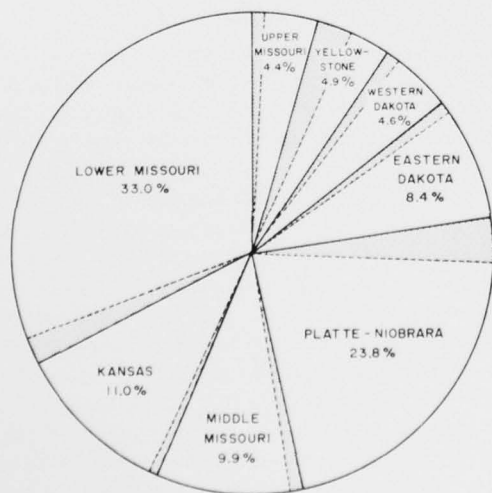 UPPER
MISSOURI
4.4%
YELLOW-
STONE
4.9%
WESTERN
DAKOTA
4.6%
EASTERN
DAKOTA
8.4%
LOWER MISSOURI
33.0%
PLATTE-NIOBRARA
23.8%
KANSAS
11.0%
MIDDLE
MISSOURI
9.9%